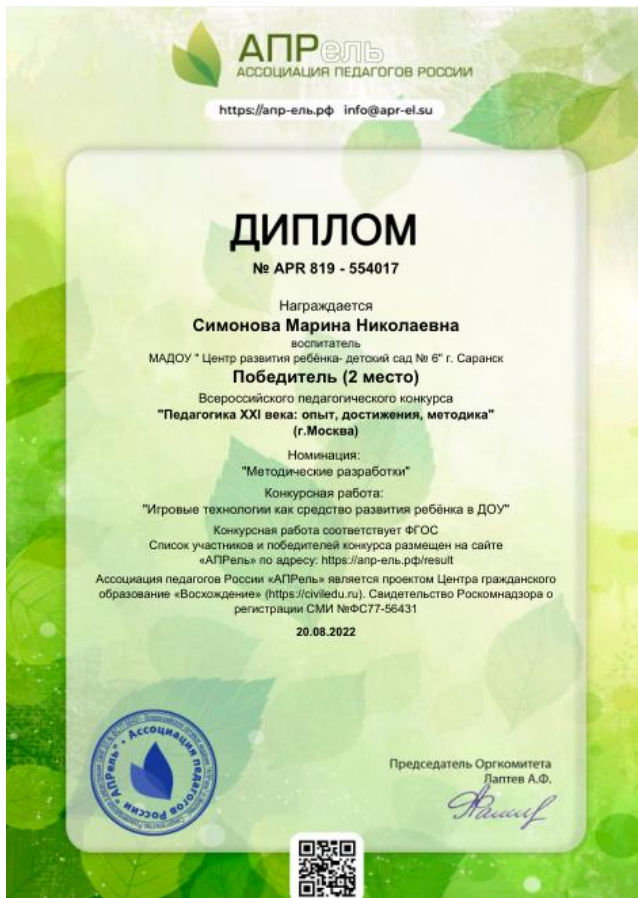 АПРель
АССОЦИАЦИЯ ПЕДАГОГОВ РОССИИ
https://апр-ель.рф info@apr-el.su
ДИПЛОМ
№ APR 819 - 554017
Награждается
Симонова Марина Николаевна
воспитатель
МАДОУ " Центр развития ребёнка- детский сад № 6" г. Саранск
Победитель (2 место)
Всероссийского педагогического конкурса
"Педагогика XXI века: опыт, достижения, методика"
(г.Москва)
Номинация:
"Методические разработки"
Конкурсная работа:
"Игровые технологии как средство развития ребёнка в ДОУ"
Конкурсная работа соответствует ФГОС
Список участников и победителей конкурса размещен на сайте
«АПРель» по адресу: https://апр-ель.рф/result
Ассоциация педагогов России «АПРель» является проектом Центра гражданского
образование «Восхождение» (https://civiledu.ru). Свидетельство Роскомнадзора о
регистрации СМИ №ФС77-56431
20.08.2022
Ассоциация педагогов России "АПРель"
Председатель Оргкомитета
Лаптев А.Ф.